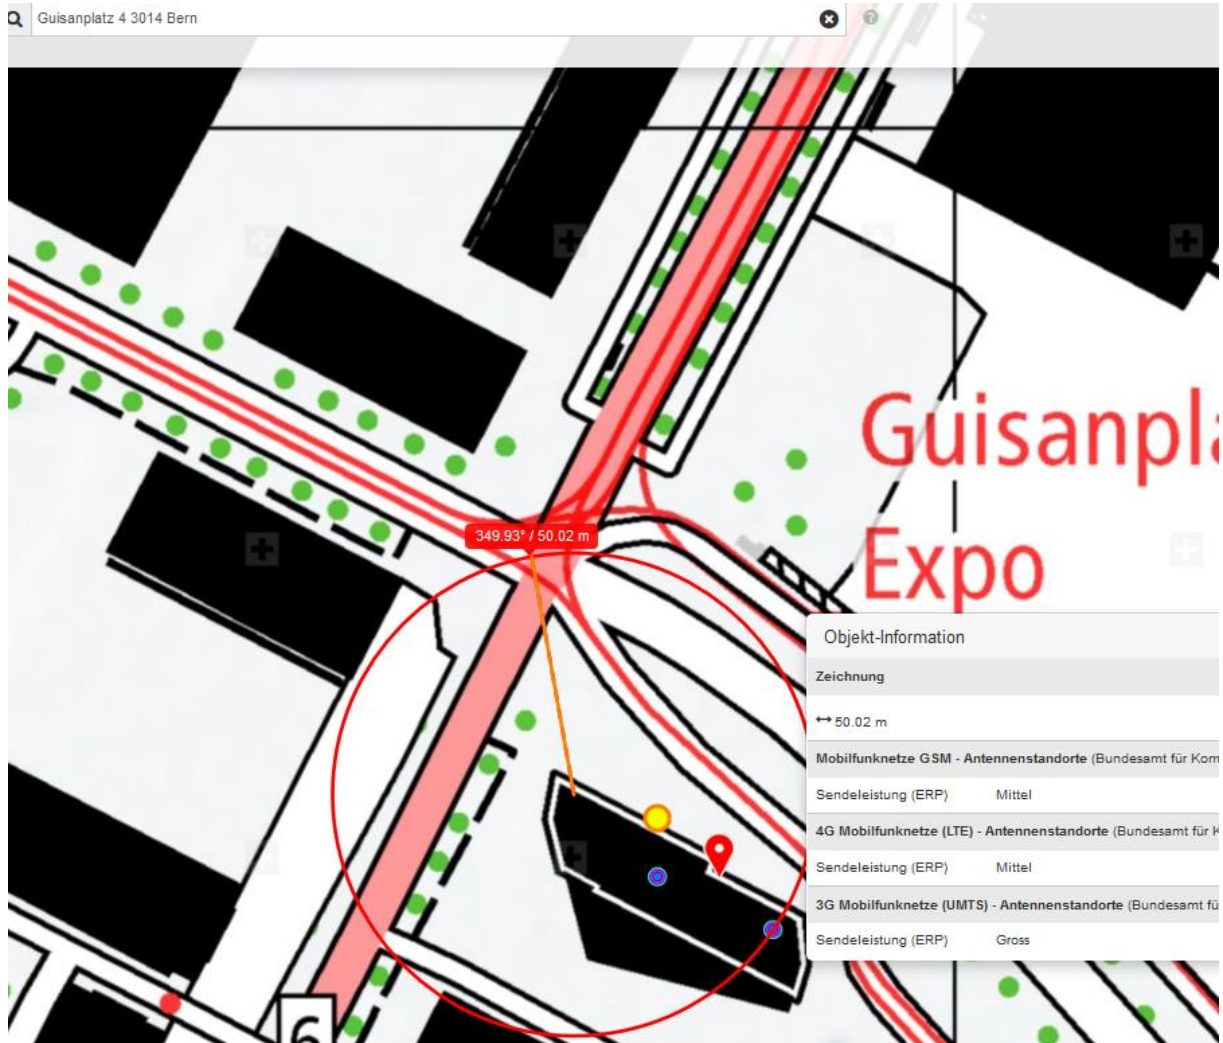 Guisanplatz 4 3014 Bern
Guisanpla
Expo
349.93° / 50.02 m
Objekt-Information
Zeichnung
↔ 50.02 m
Mobilfunknetze GSM - Antennenstandorte (Bundesamt für Kom
Sendeleistung (ERP) Mittel
4G Mobilfunknetze (LTE) - Antennenstandorte (Bundesamt für K
Sendeleistung (ERP) Mittel
3G Mobilfunknetze (UMTS) - Antennenstandorte (Bundesamt fü
Sendeleistung (ERP) Gross
6